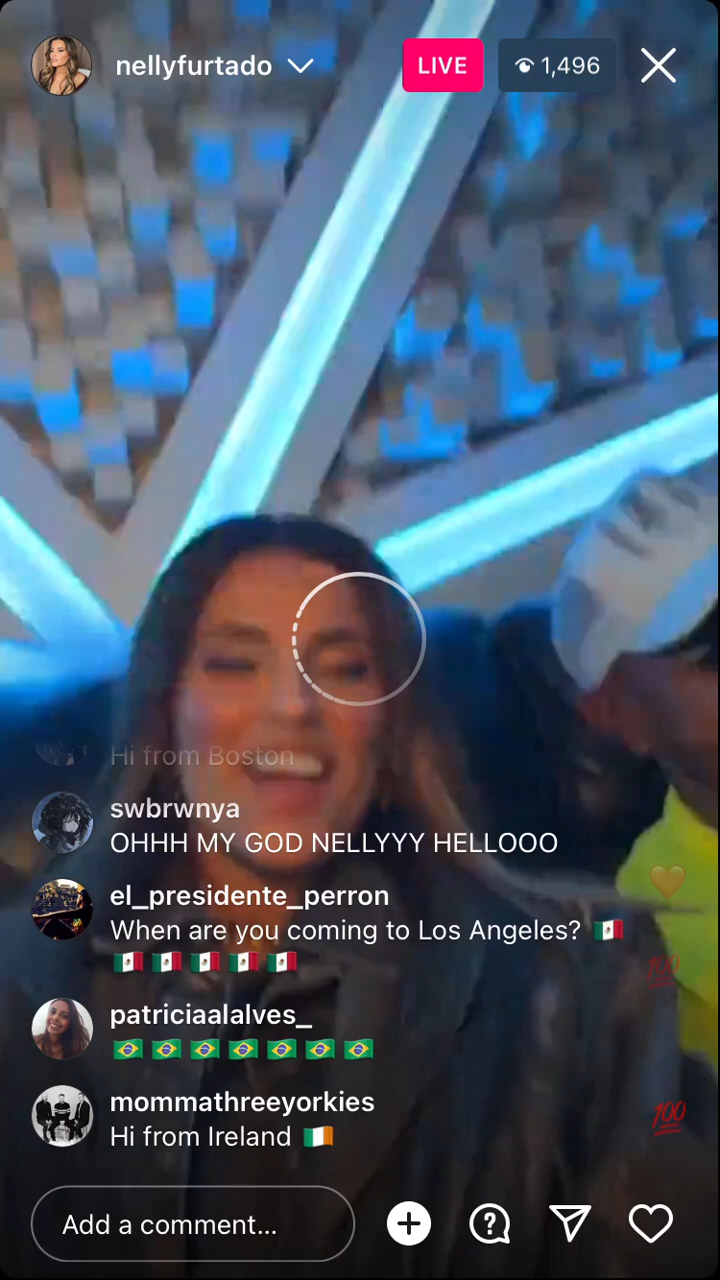 nellyfurtado
LIVE
1,496
Hi from Boston
swbrwnya
OHHH MY GOD NELLYYY HELLOOO
el_presidente_perron
When are you coming to Los Angeles? 🇲🇽
🇲🇽🇲🇽🇲🇽🇲🇽🇲🇽
patriciaalalves_
🇧🇷🇧🇷🇧🇷🇧🇷🇧🇷🇧🇷🇧🇷
mommathreeyorkies
Hi from Ireland 🇮🇪
💯
💯
Add a comment...